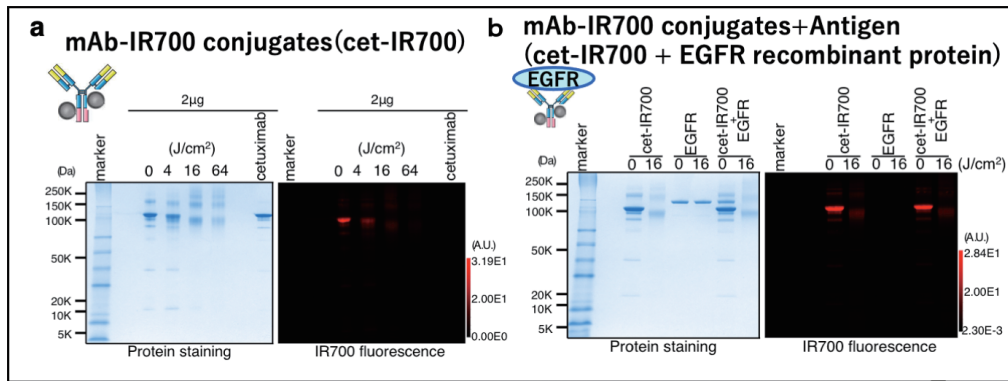 a
mAb-IR700 conjugates(cet-IR700)
2µg
2µg
marker
cetuximab
marker
cetuximab
(J/cm²)
(J/cm²)
(Da)
0 4 16 64
0 4 16 64
250K
150K
100K
50K
20K
10K
5K
(A.U.)
3.19E1
2.00E1
0.00E0
Protein staining
IR700 fluorescence
b
mAb-IR700 conjugates+Antigen
(cet-IR700 + EGFR recombinant protein)
EGFR
marker
cet-IR700
EGFR
cet-IR700
+
EGFR
marker
cet-IR700
EGFR
cet-IR700
+
EGFR
(Da)
0 16 0 16 0 16
0 16 0 16 0 16 (J/cm²)
250K
150K
100K
50K
20K
10K
5K
(A.U.)
2.84E1
2.00E1
2.30E-3
Protein staining
IR700 fluorescence